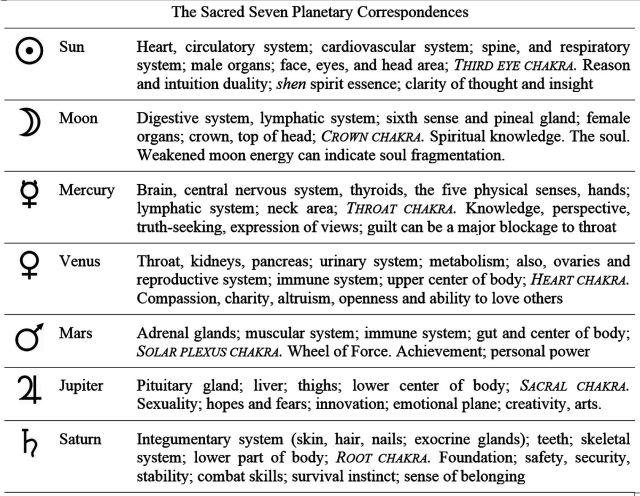 The Sacred Seven Planetary Correspondences
Sun Heart, circulatory system; cardiovascular system; spine, and respiratory
system; male organs; face, eyes, and head area; THIRD EYE CHAKRA. Reason
and intuition duality; shen spirit essence; clarity of thought and insight
Moon Digestive system, lymphatic system; sixth sense and pineal gland; female
organs; crown, top of head; CROWN CHAKRA. Spiritual knowledge. The soul.
Weakened moon energy can indicate soul fragmentation.
Mercury Brain, central nervous system, thyroids, the five physical senses, hands;
lymphatic system; neck area; THROAT CHAKRA. Knowledge, perspective,
truth-seeking, expression of views; guilt can be a major blockage to throat
Venus Throat, kidneys, pancreas; urinary system; metabolism; also, ovaries and
reproductive system; immune system; upper center of body; HEART CHAKRA.
Compassion, charity, altruism, openness and ability to love others
Mars Adrenal glands; muscular system; immune system; gut and center of body;
SOLAR PLEXUS CHAKRA. Wheel of Force. Achievement; personal power
Jupiter Pituitary gland; liver; thighs; lower center of body; SACRAL CHAKRA.
Sexuality; hopes and fears; innovation; emotional plane; creativity, arts.
Saturn Integumentary system (skin, hair, nails; exocrine glands); teeth; skeletal
system; lower part of body; ROOT CHAKRA. Foundation; safety, security,
stability; combat skills; survival instinct; sense of belonging